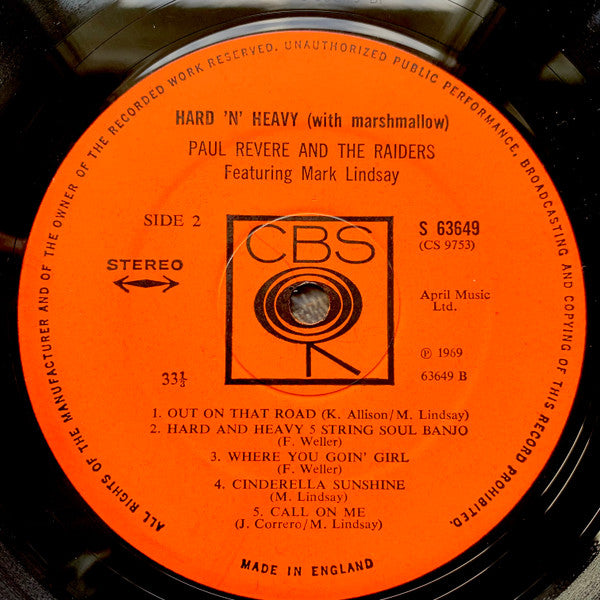 ALL RIGHTS OF THE MANUFACTURER AND OF THE OWNER OF THE RECORDED WORK RESERVED. UNAUTHORIZED PUBLIC PERFORMANCE, BROADCASTING AND COPYING OF THIS RECORD PROHIBITED.
HARD 'N' HEAVY (with marshmallow)
PAUL REVERE AND THE RAIDERS
Featuring Mark Lindsay
SIDE 2
CBS
S 63649
(CS 9753)
STEREO
April Music
Ltd.
℗ 1969
33⅓
63649 B
1. OUT ON THAT ROAD (K. Allison/M. Lindsay)
2. HARD AND HEAVY 5 STRING SOUL BANJO
(F. Weller)
3. WHERE YOU GOIN' GIRL
(F. Weller)
4. CINDERELLA SUNSHINE
(M. Lindsay)
5. CALL ON ME
(J. Correro/M. Lindsay)
MADE IN ENGLAND